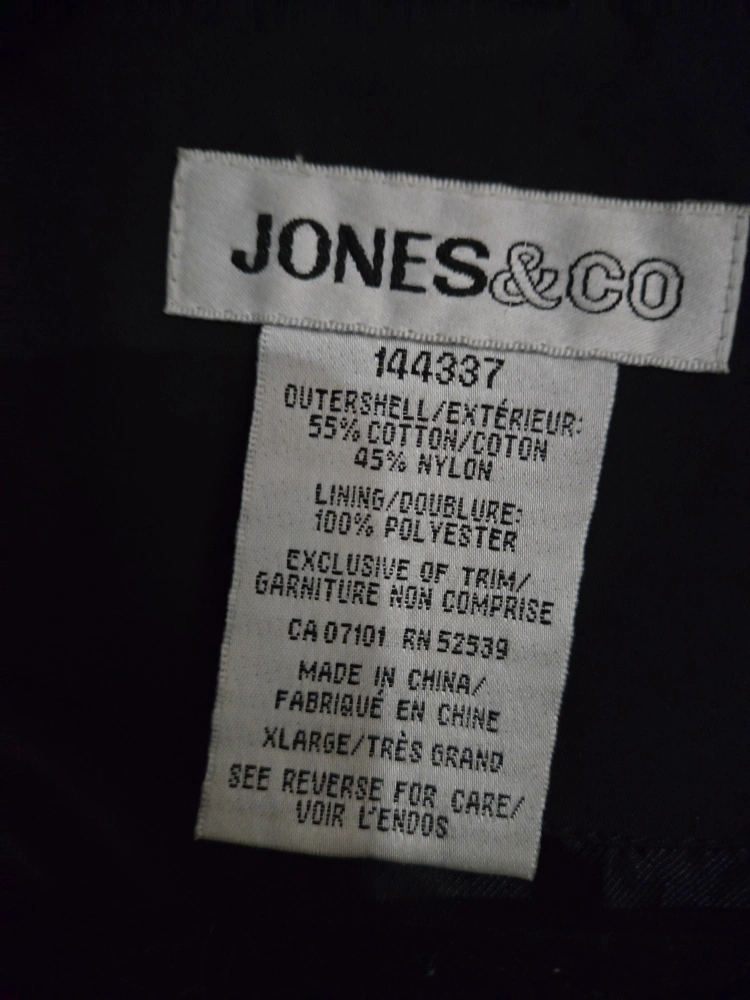 JONES&CO
144337
OUTERSHELL/EXTÉRIEUR:
55% COTTON/COTON
45% NYLON
LINING/DOUBLURE:
100% POLYESTER
EXCLUSIVE OF TRIM/
GARNITURE NON COMPRISE
CA 07101 RN 52539
MADE IN CHINA/
FABRIQUÉ EN CHINE
XLARGE/TRÈS GRAND
SEE REVERSE FOR CARE/
VOIR L'ENDOS